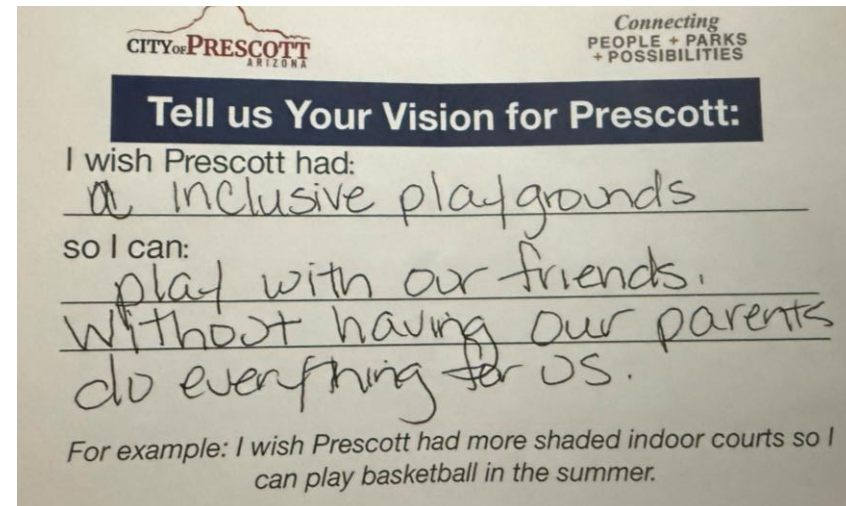 CITY OF PRESCOTT
ARIZONA
Connecting
PEOPLE + PARKS
+ POSSIBILITIES
Tell us Your Vision for Prescott:
I wish Prescott had:
a inclusive playgrounds
so I can:
play with our friends.
Without having our parents
do everything for us.
For example: I wish Prescott had more shaded indoor courts so I
can play basketball in the summer.